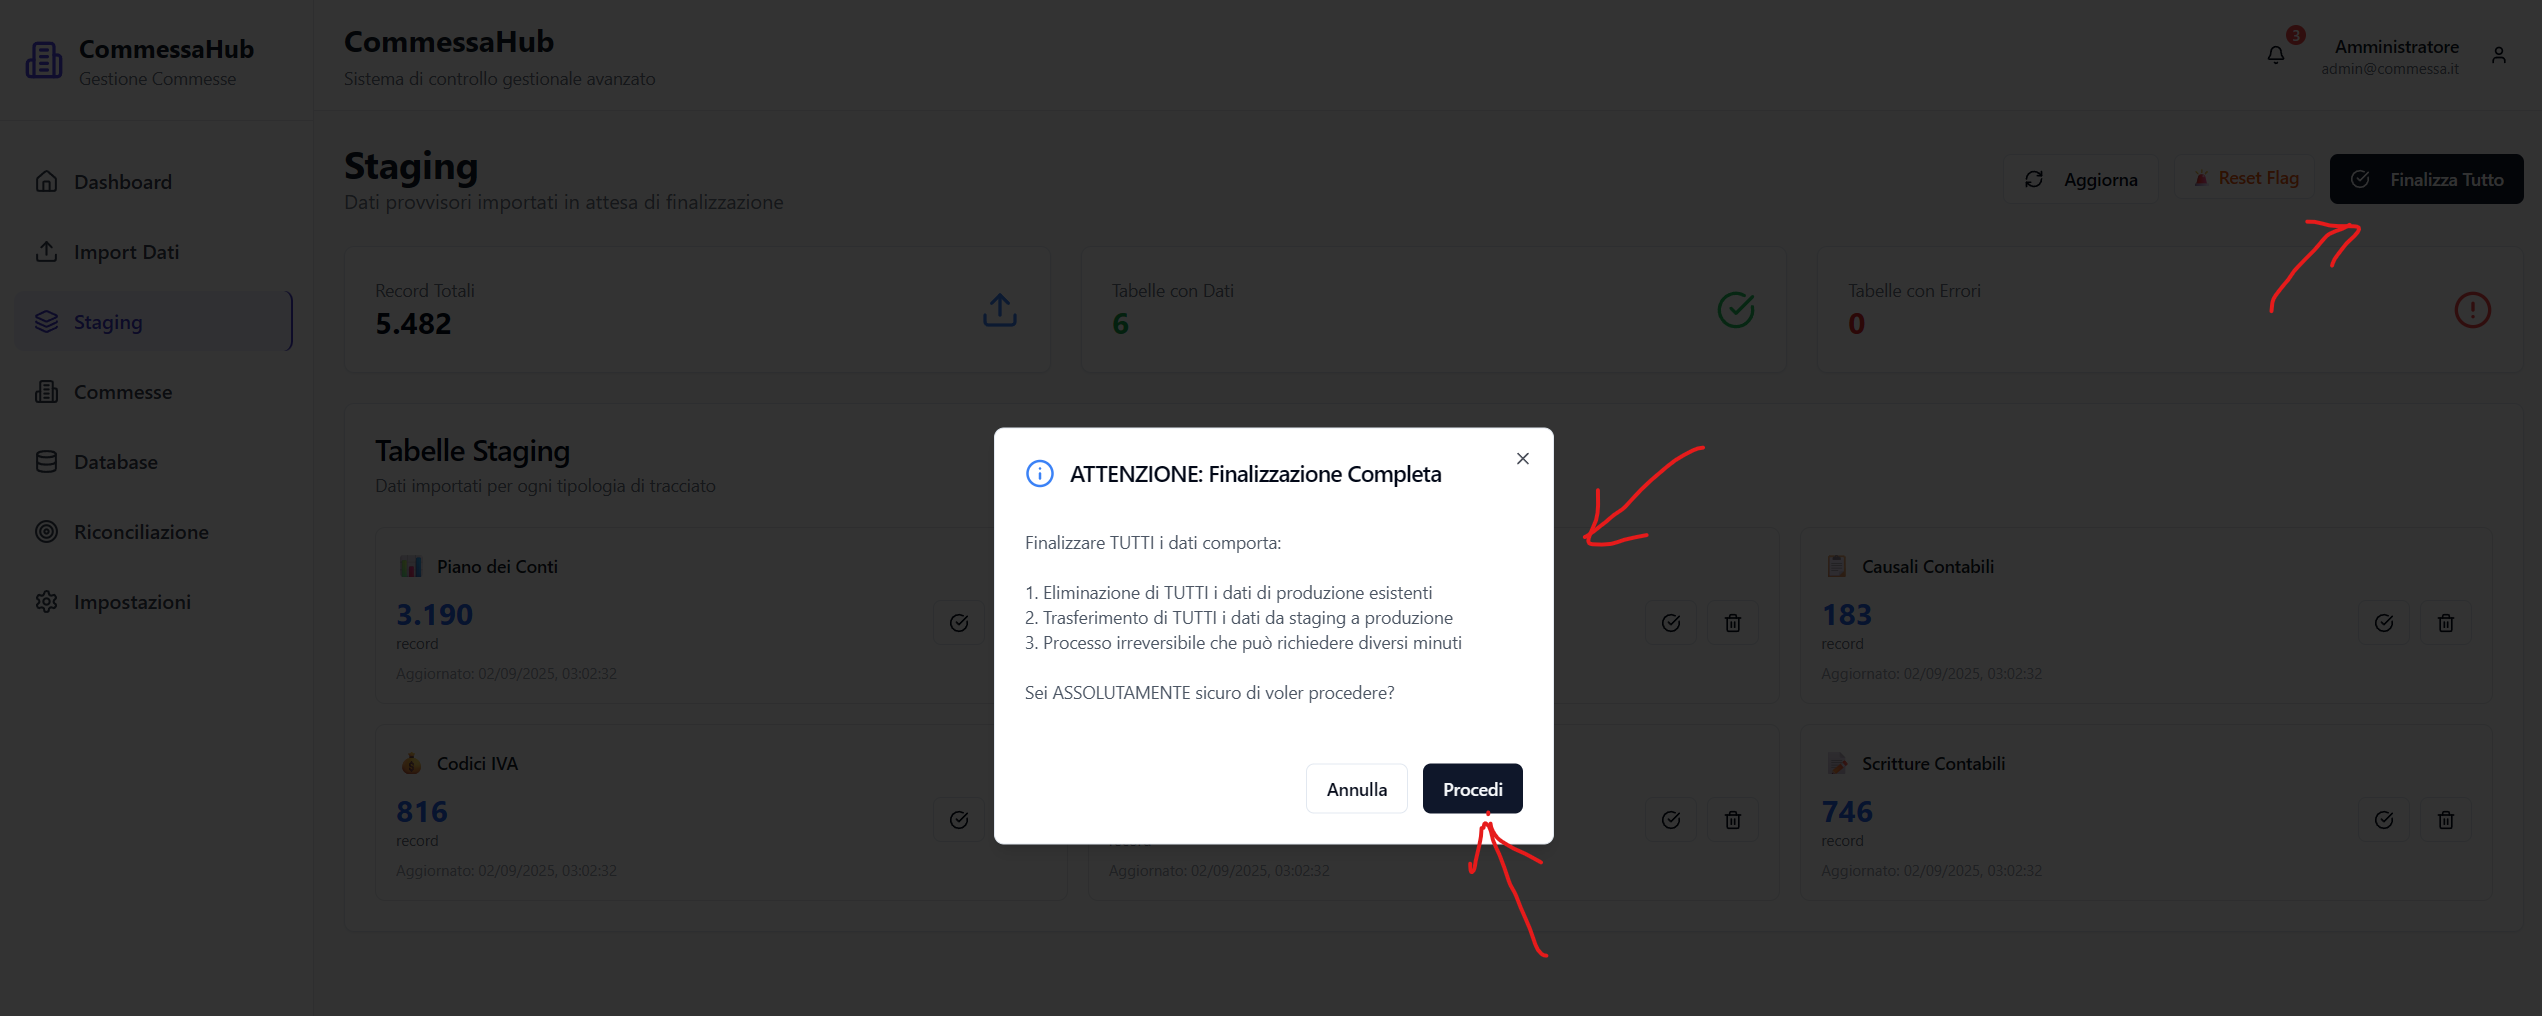 CommessaHub
Gestione Commesse
Dashboard
Import Dati
Staging
Commesse
Database
Riconciliazione
Impostazioni
CommessaHub
Sistema di controllo gestionale avanzato
3
Amministratore
admin@commessa.it
Staging
Dati provvisori importati in attesa di finalizzazione
Aggiorna
Reset Flag
Finalizza Tutto
Record Totali
5.482
Tabelle con Dati
6
Tabelle con Errori
0
Tabelle Staging
Dati importati per ogni tipologia di tracciato
Piano dei Conti
3.190
record
Aggiornato: 02/09/2025, 03:02:32
Causali Contabili
183
record
Aggiornato: 02/09/2025, 03:02:32
Codici IVA
816
record
Aggiornato: 02/09/2025, 03:02:32
Aggiornato: 02/09/2025, 03:02:32
Scritture Contabili
746
record
Aggiornato: 02/09/2025, 03:02:32
ATTENZIONE: Finalizzazione Completa
Finalizzare TUTTI i dati comporta:
1. Eliminazione di TUTTI i dati di produzione esistenti
2. Trasferimento di TUTTI i dati da staging a produzione
3. Processo irreversibile che può richiedere diversi minuti
Sei ASSOLUTAMENTE sicuro di voler procedere?
Annulla
Procedi